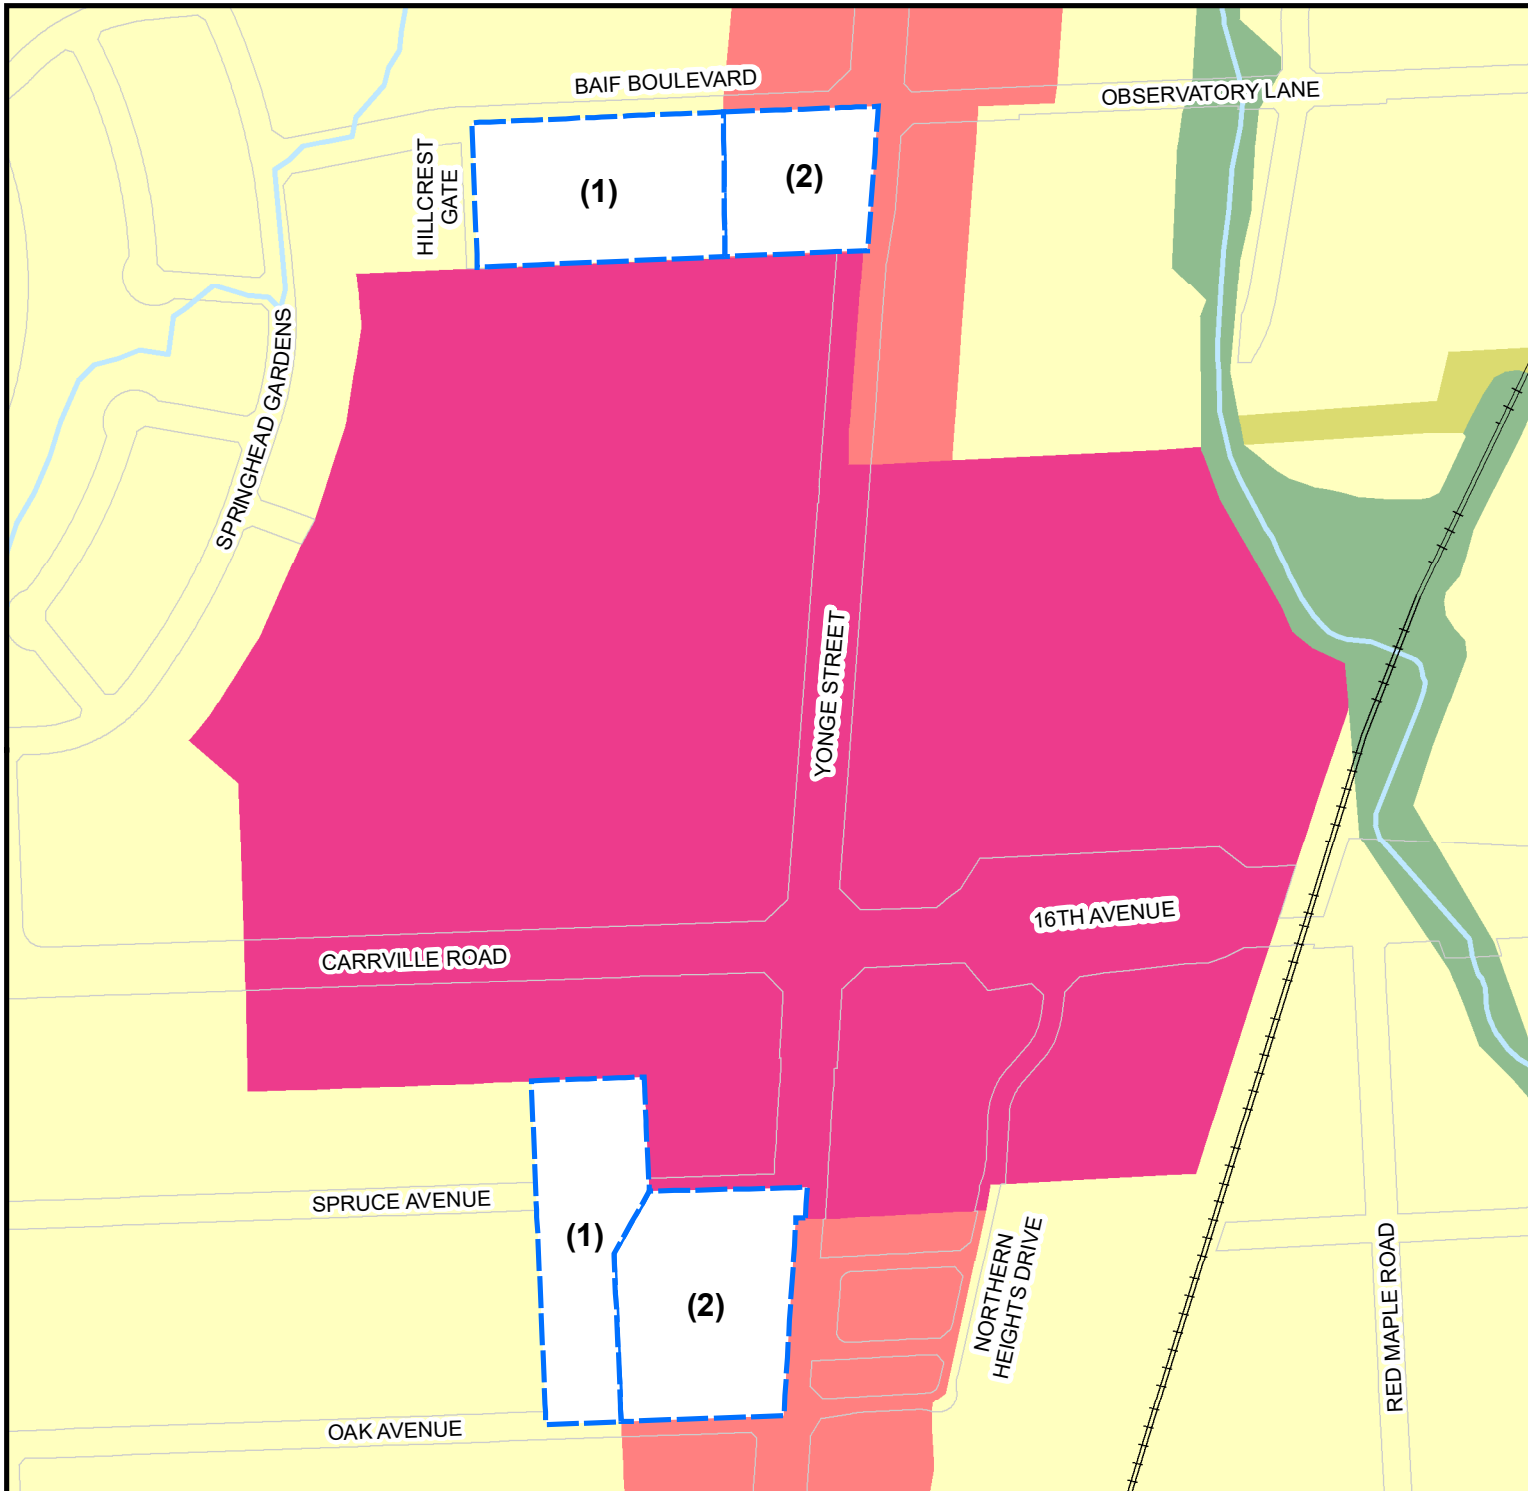 BAIF BOULEVARD
OBSERVATORY LANE
HILLCREST
GATE
(1)
(2)
SPRINGHEAD GARDENS
YONGE STREET
16TH AVENUE
CARRVILLE ROAD
SPRUCE AVENUE
(1)
(2)
NORTHERN
HEIGHTS DRIVE
RED MAPLE ROAD
OAK AVENUE